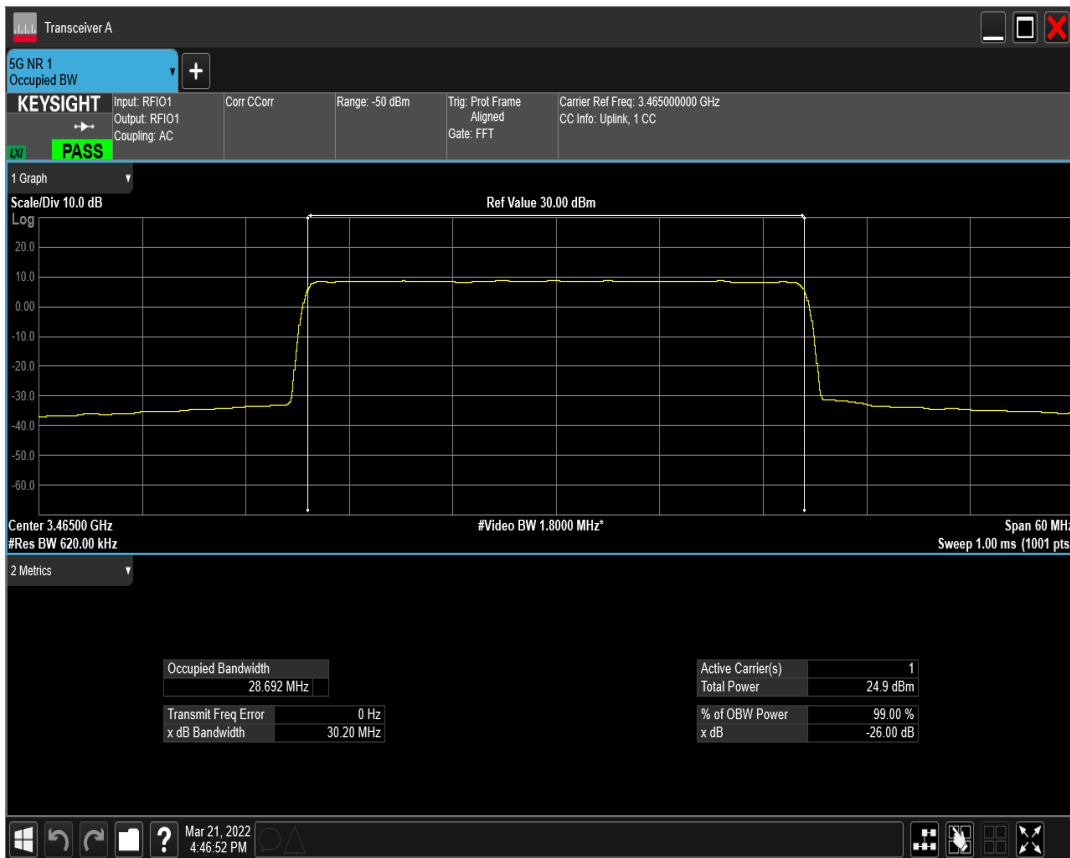 Transceiver A
5G NR 1
Occupied BW
+
KEYSIGHT
LXI
PASS
Input: RFIO1
Output: RFIO1
Coupling: AC
Corr CCorr
Range: -50 dBm
Trig: Prot Frame
Aligned
Gate: FFT
Carrier Ref Freq: 3.465000000 GHz
CC Info: Uplink, 1 CC
1 Graph
Scale/Div 10.0 dB
Ref Value 30.00 dBm
Log
20.0
10.0
0.00
-10.0
-20.0
-30.0
-40.0
-50.0
-60.0
Center 3.46500 GHz
#Video BW 1.8000 MHz*
Span 60 MHz
#Res BW 620.00 kHz
Sweep 1.00 ms (1001 pts
2 Metrics
Occupied Bandwidth
28.692 MHz
Transmit Freq Error 0 Hz
x dB Bandwidth 30.20 MHz
Active Carrier(s) 1
Total Power 24.9 dBm
% of OBW Power 99.00 %
x dB -26.00 dB
?
Mar 21, 2022
4:46:52 PM